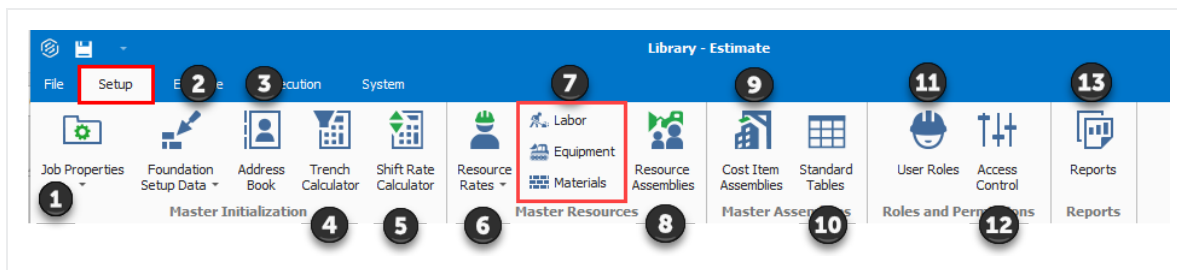 Library - Estimate
File Setup System
7 9 11 13
2 3
Labor
Equipment
Materials
Job Properties
Foundation
Setup Data
Address
Book
Trench
Calculator
Shift Rate
Calculator
Resource
Rates
Resource
Assemblies
Cost Item
Assemblies
Standard
Tables
User Roles
Access
Control
Reports
1
Master Initialization
Master Resources
Master
Roles and
Reports
4 5 6 8 10 12